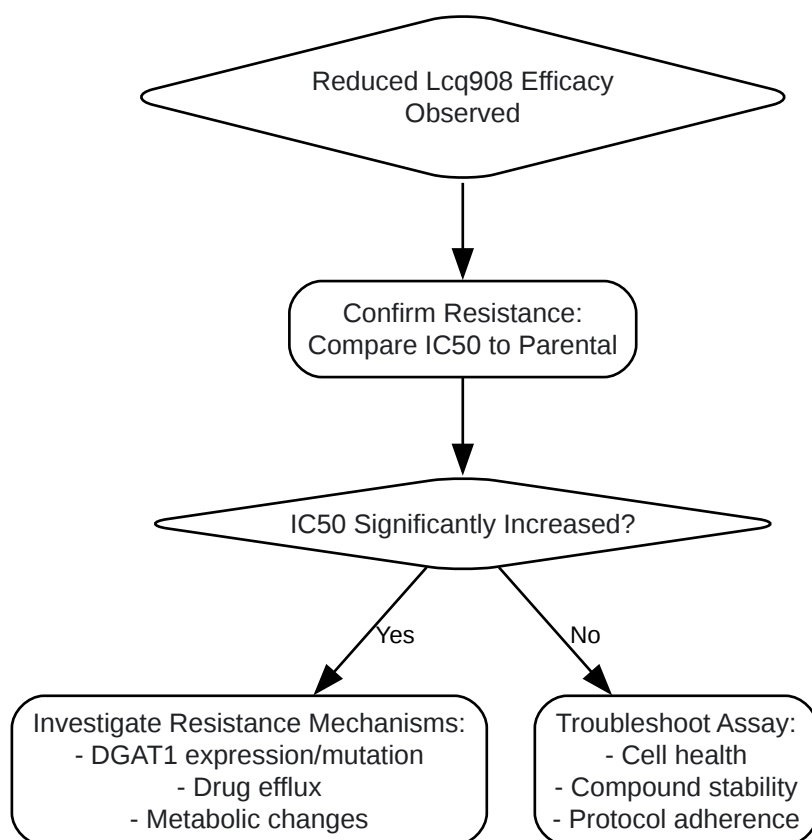 Reduced Lcq908 Efficacy
Observed
Confirm Resistance:
Compare IC50 to Parental
IC50 Significantly Increased?
Yes
No
Investigate Resistance Mechanisms:
- DGAT1 expression/mutation
- Drug efflux
- Metabolic changes
Troubleshoot Assay:
- Cell health
- Compound stability
- Protocol adherence